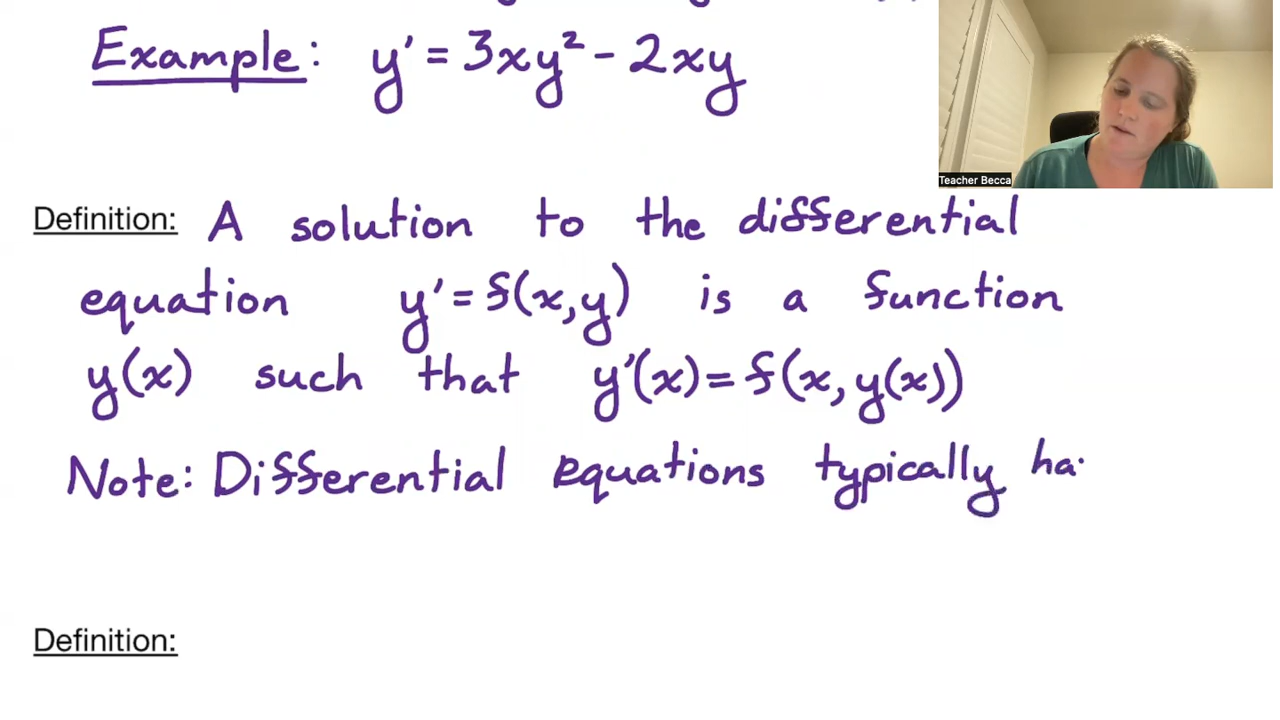 Example: y' = 3xy² - 2xy
Teacher Becca
Definition: A solution to the differential
equation y' = f(x,y) is a function
y(x) such that y'(x) = f(x, y(x))
Note: Differential equations typically ha
Definition: